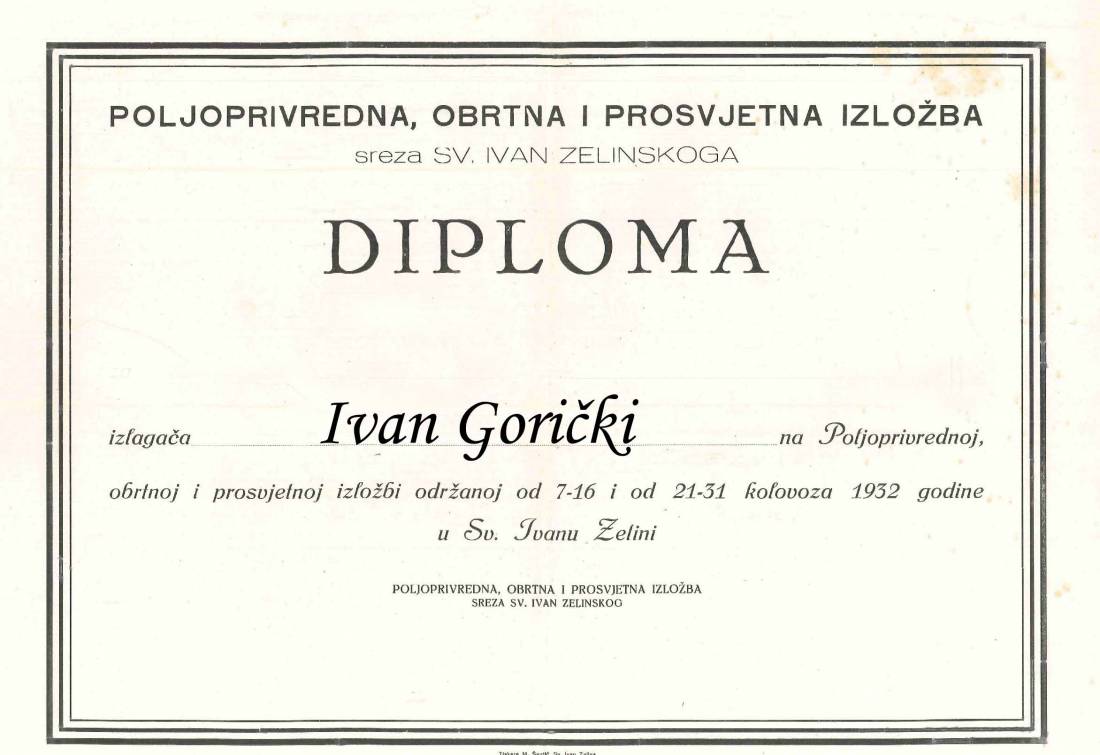 POLJOPRIVREDNA, OBRTNA I PROSVJETNA IZLOŽBA
sreza SV. IVAN ZELINSKOGA
DIPLOMA
izlagača Ivan Gorički na Poljoprivrednoj,
obrtnoj i prosvjetnoj izložbi održanoj od 7-16 i od 21-31 kolovoza 1932 godine
u Sv. Ivanu Zelini
POLJOPRIVREDNA, OBRTNA I PROSVJETNA IZLOŽBA
SREZA SV. IVAN ZELINSKOG